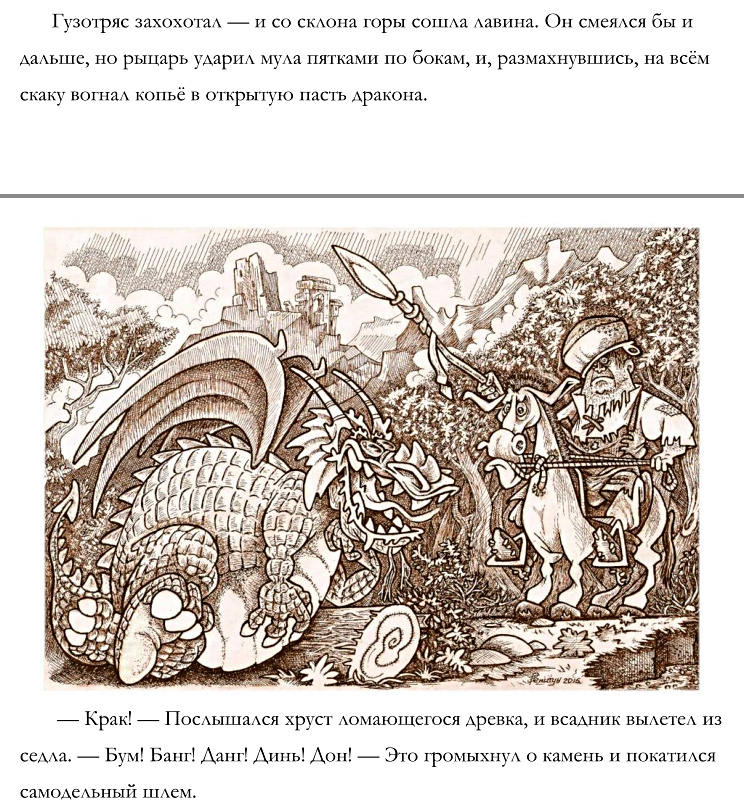 Гузотряс захохотал — и со склона горы сошла лавина. Он смеялся бы и
дальше, но рыцарь ударил мула пятками по бокам, и, размахнувшись, на всём
скаку вогнал копьё в открытую пасть дракона.
— Крак! — Послышался хруст ломающегося древка, и всадник вылетел из
седла. — Бум! Банг! Данг! Динь! Дон! — Это громыхнул о камень и покатился
самодельный шлем.